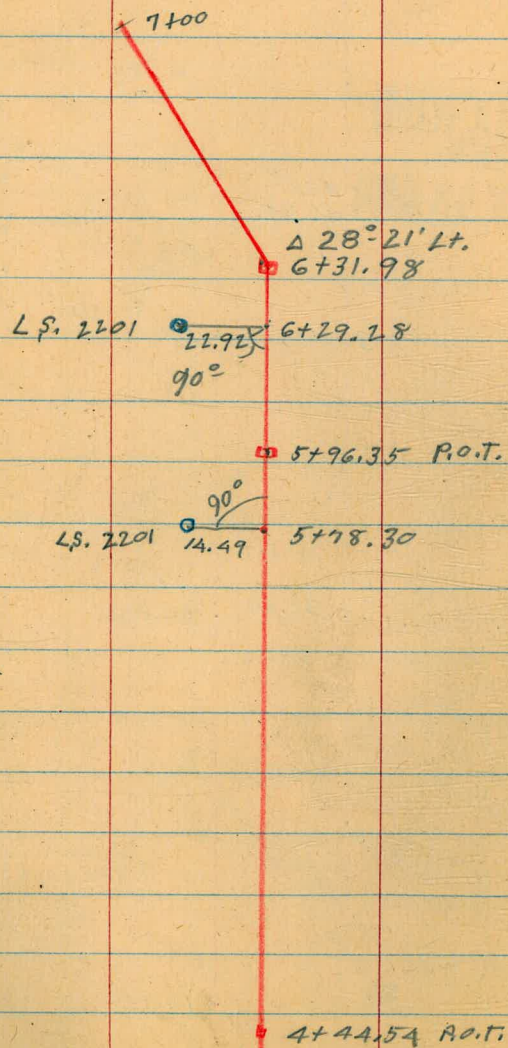 7+00
Δ 28°-21' Lt.
6+31.98
L.S. 2201 22.92 6+29.28
90°
5+96.35 P.O.T.
90°
L.S. 2201 14.49 5+78.30
4+44.54 P.O.T.